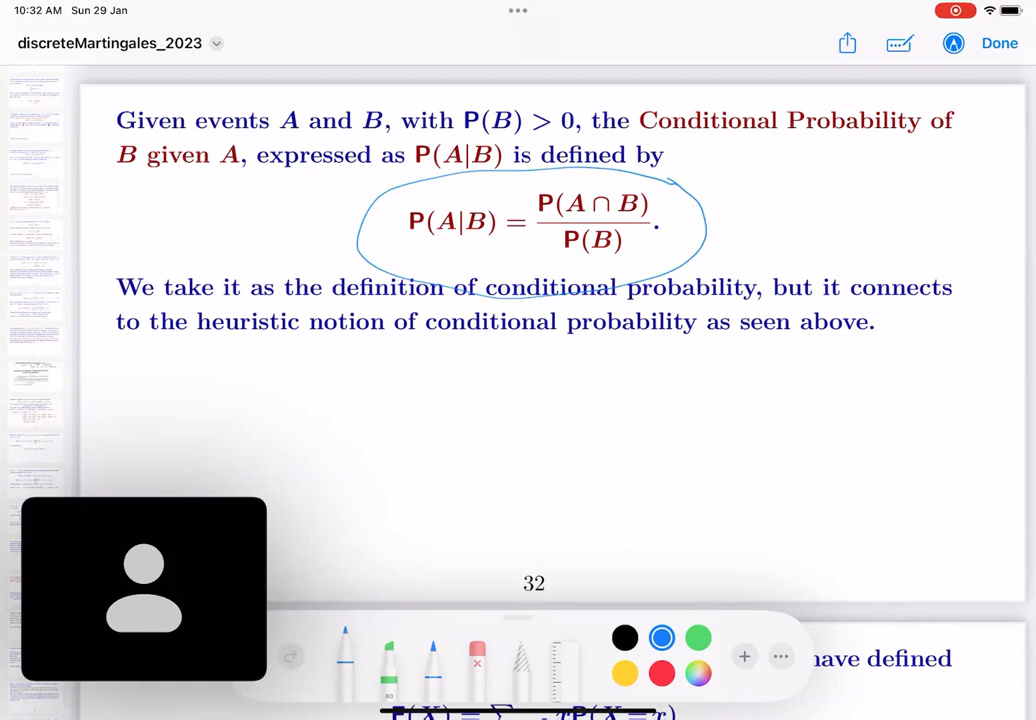 10:32 AM Sun 29 Jan
discreteMartingales_2023
Done
Given events A and B, with P(B) > 0, the Conditional Probability of
B given A, expressed as P(A|B) is defined by
P(A|B) = P(A ∩ B) / P(B).
We take it as the definition of conditional probability, but it connects
to the heuristic notion of conditional probability as seen above.
32
80
have defined